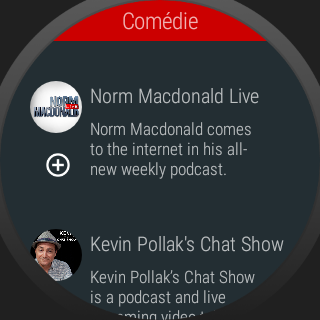 Comédie
NORM
MACDONALD
Norm Macdonald Live
Norm Macdonald comes
to the internet in his all-
new weekly podcast.
Kevin Pollak's Chat Show
Kevin Pollak's Chat Show
is a podcast and live